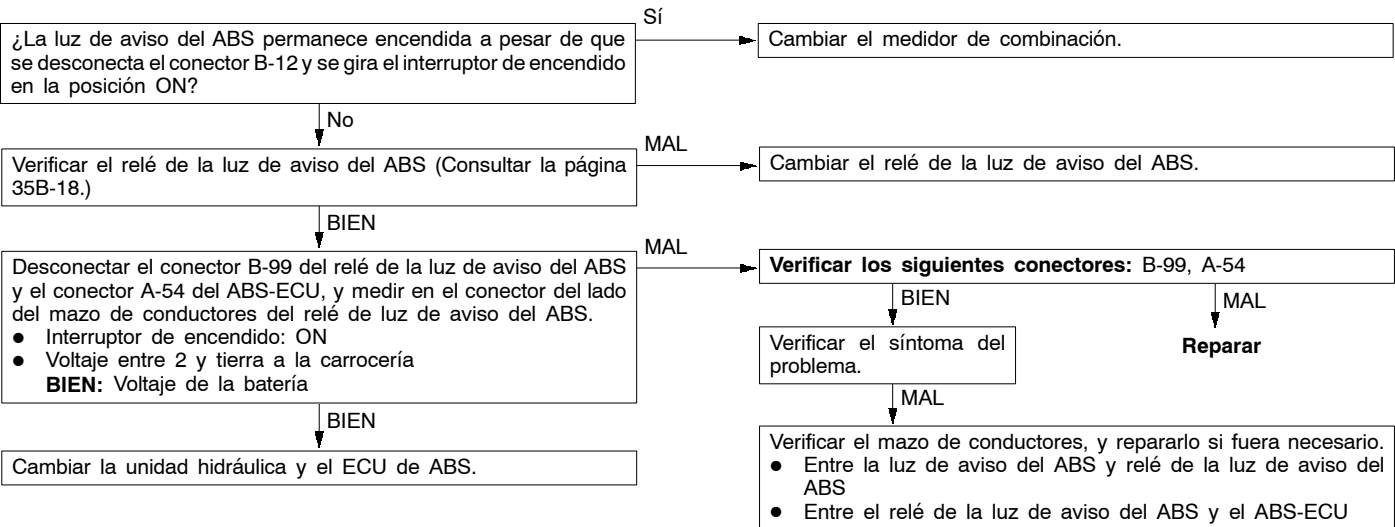 ¿La luz de aviso del ABS permanece encendida a pesar de que
se desconecta el conector B-12 y se gira el interruptor de encendido
en la posición ON?
Sí
Cambiar el medidor de combinación.
No
Verificar el relé de la luz de aviso del ABS (Consultar la página
35B-18.)
MAL
Cambiar el relé de la luz de aviso del ABS.
BIEN
Desconectar el conector B-99 del relé de la luz de aviso del ABS
y el conector A-54 del ABS-ECU, y medir en el conector del lado
del mazo de conductores del relé de luz de aviso del ABS.
● Interruptor de encendido: ON
● Voltaje entre 2 y tierra a la carrocería
BIEN: Voltaje de la batería
MAL
Verificar los siguientes conectores: B-99, A-54
BIEN
MAL
Verificar el síntoma del
problema.
Reparar
MAL
Verificar el mazo de conductores, y repararlo si fuera necesario.
● Entre la luz de aviso del ABS y relé de la luz de aviso del
ABS
● Entre el relé de la luz de aviso del ABS y el ABS-ECU
BIEN
Cambiar la unidad hidráulica y el ECU de ABS.